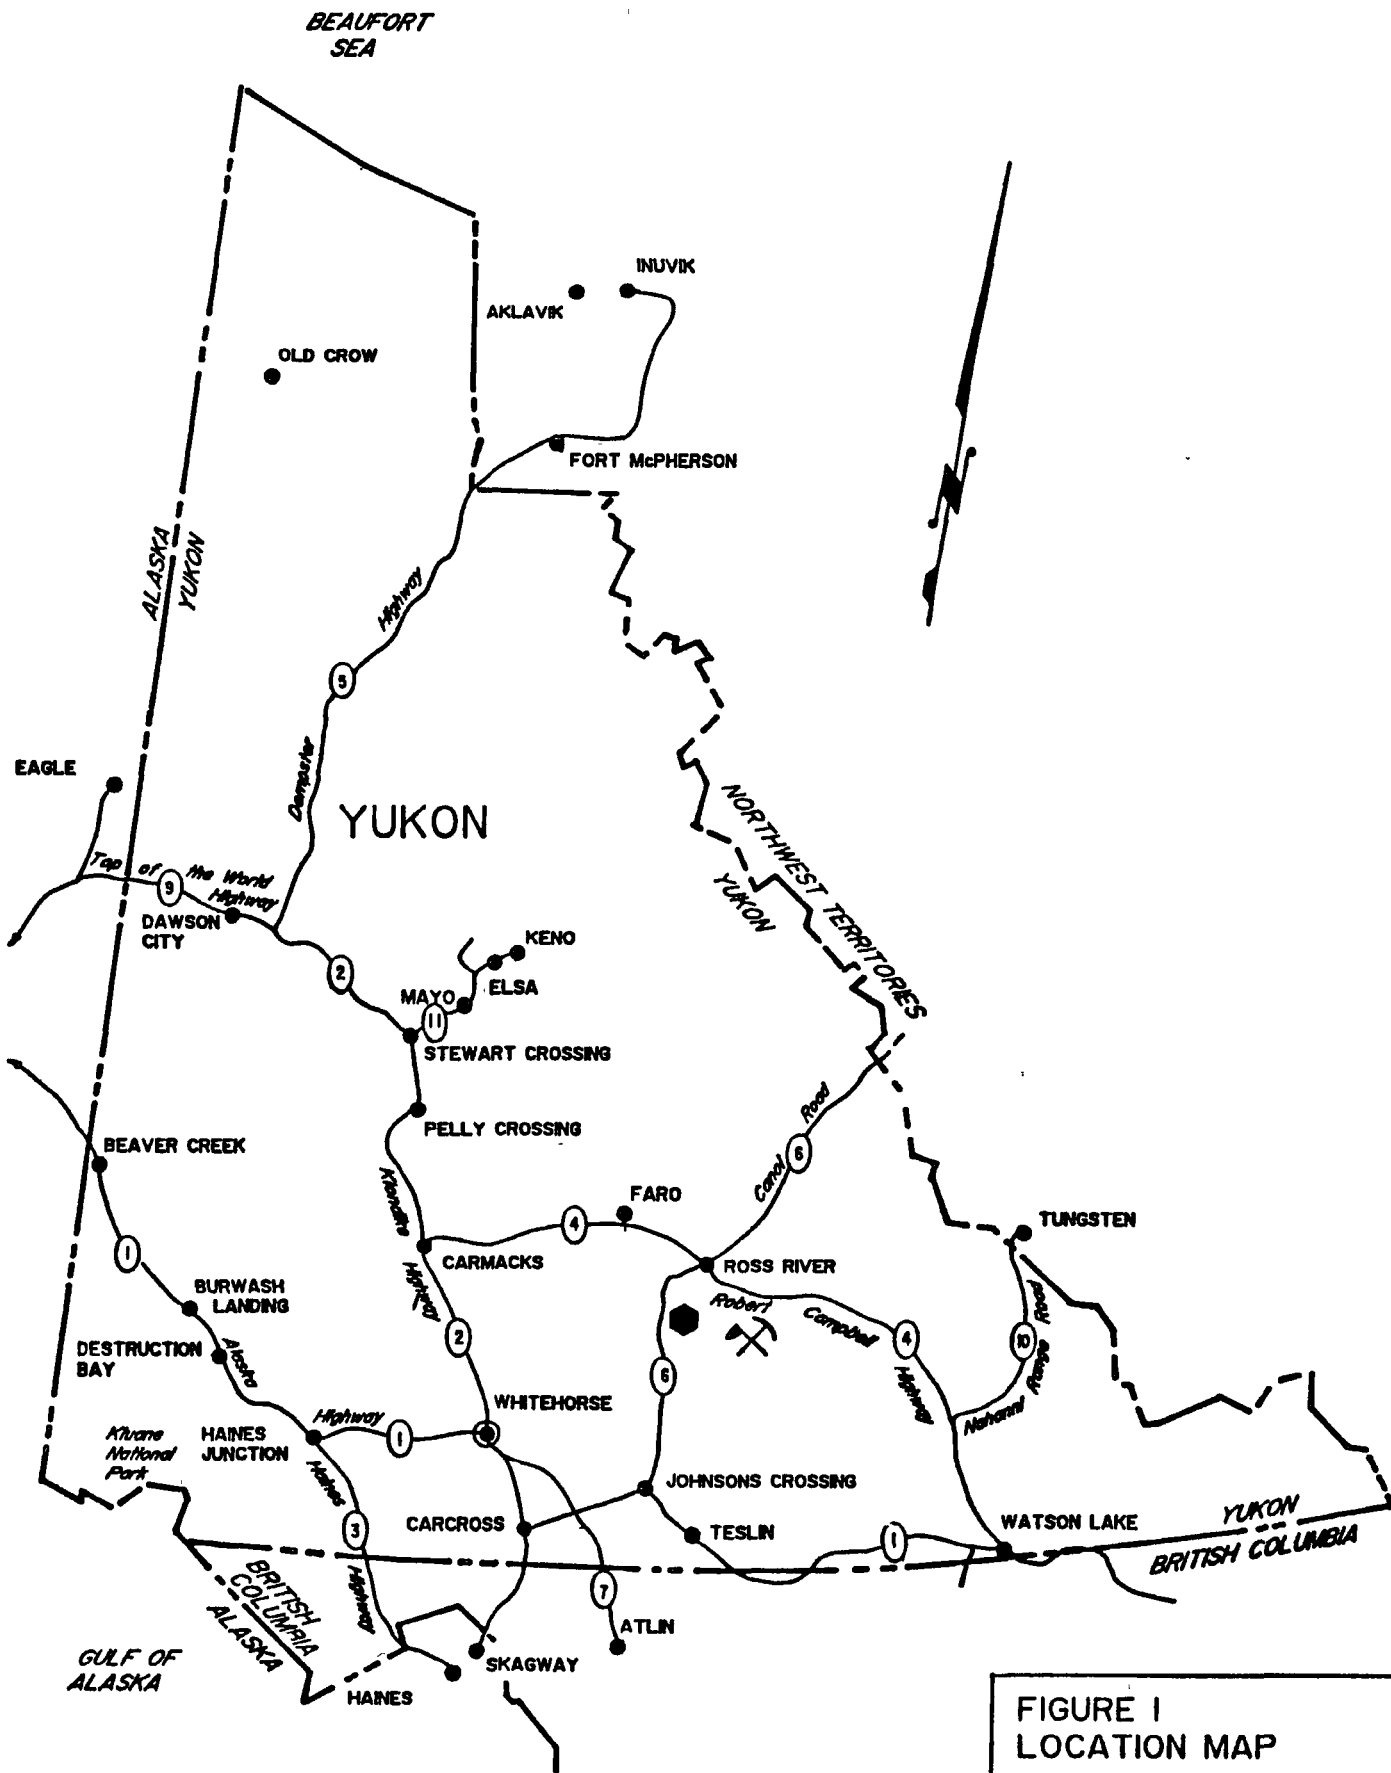 BEAUFORT
SEA
INUVIK
AKLAVIK
OLD CROW
FORT McPHERSON
ALASKA
YUKON
Highway
5
Dempster
EAGLE
YUKON
NORTHWEST TERRITORIES
YUKON
Top of the World
Highway
9
DAWSON
CITY
2
KENO
ELSA
MAYO
11
STEWART CROSSING
PELLY CROSSING
BEAVER CREEK
Klondike
Highway
Canol
Road
6
FARO
4
TUNGSTEN
CARMACKS
ROSS RIVER
1
BURWASH
LANDING
Robert
Campbell
Highway
4
Road
10
Nahanni
Range
2
DESTRUCTION
BAY
Alaska
6
WHITEHORSE
Highway
1
Kluane
National
Park
HAINES
JUNCTION
Haines
JOHNSONS CROSSING
CARCROSS
3
TESLIN
1
WATSON LAKE
YUKON
BRITISH COLUMBIA
BRITISH
COLUMBIA
ALASKA
Highway
7
ATLIN
GULF OF
ALASKA
SKAGWAY
HAINES
FIGURE 1
LOCATION MAP